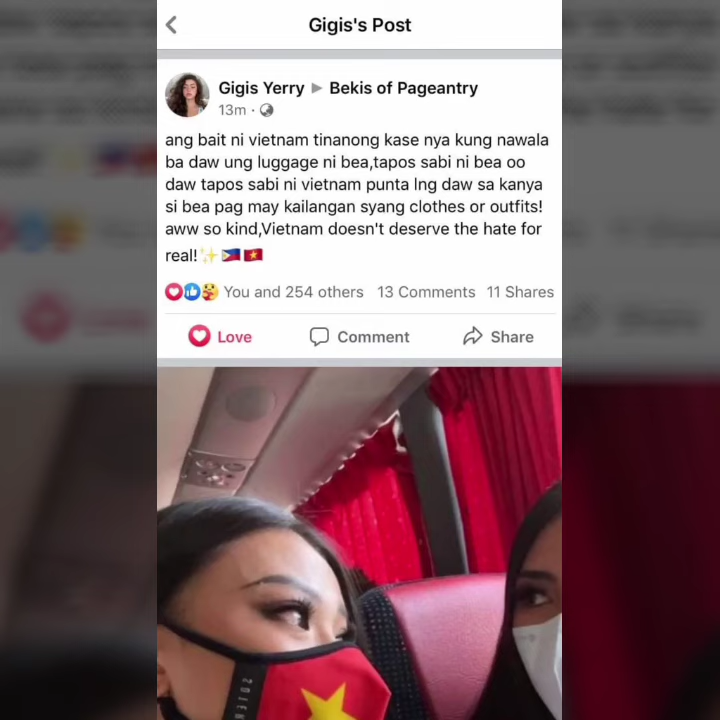 Gigis's Post
Gigis Yerry ▶ Bekis of Pageantry
13m ·
ang bait ni vietnam tinanong kase nya kung nawala
ba daw ung luggage ni bea,tapos sabi ni bea oo
daw tapos sabi ni vietnam punta lng daw sa kanya
si bea pag may kailangan syang clothes or outfits!
aww so kind,Vietnam doesn't deserve the hate for
real!✨🇵🇭🇻🇳
You and 254 others 13 Comments 11 Shares
Love Comment Share